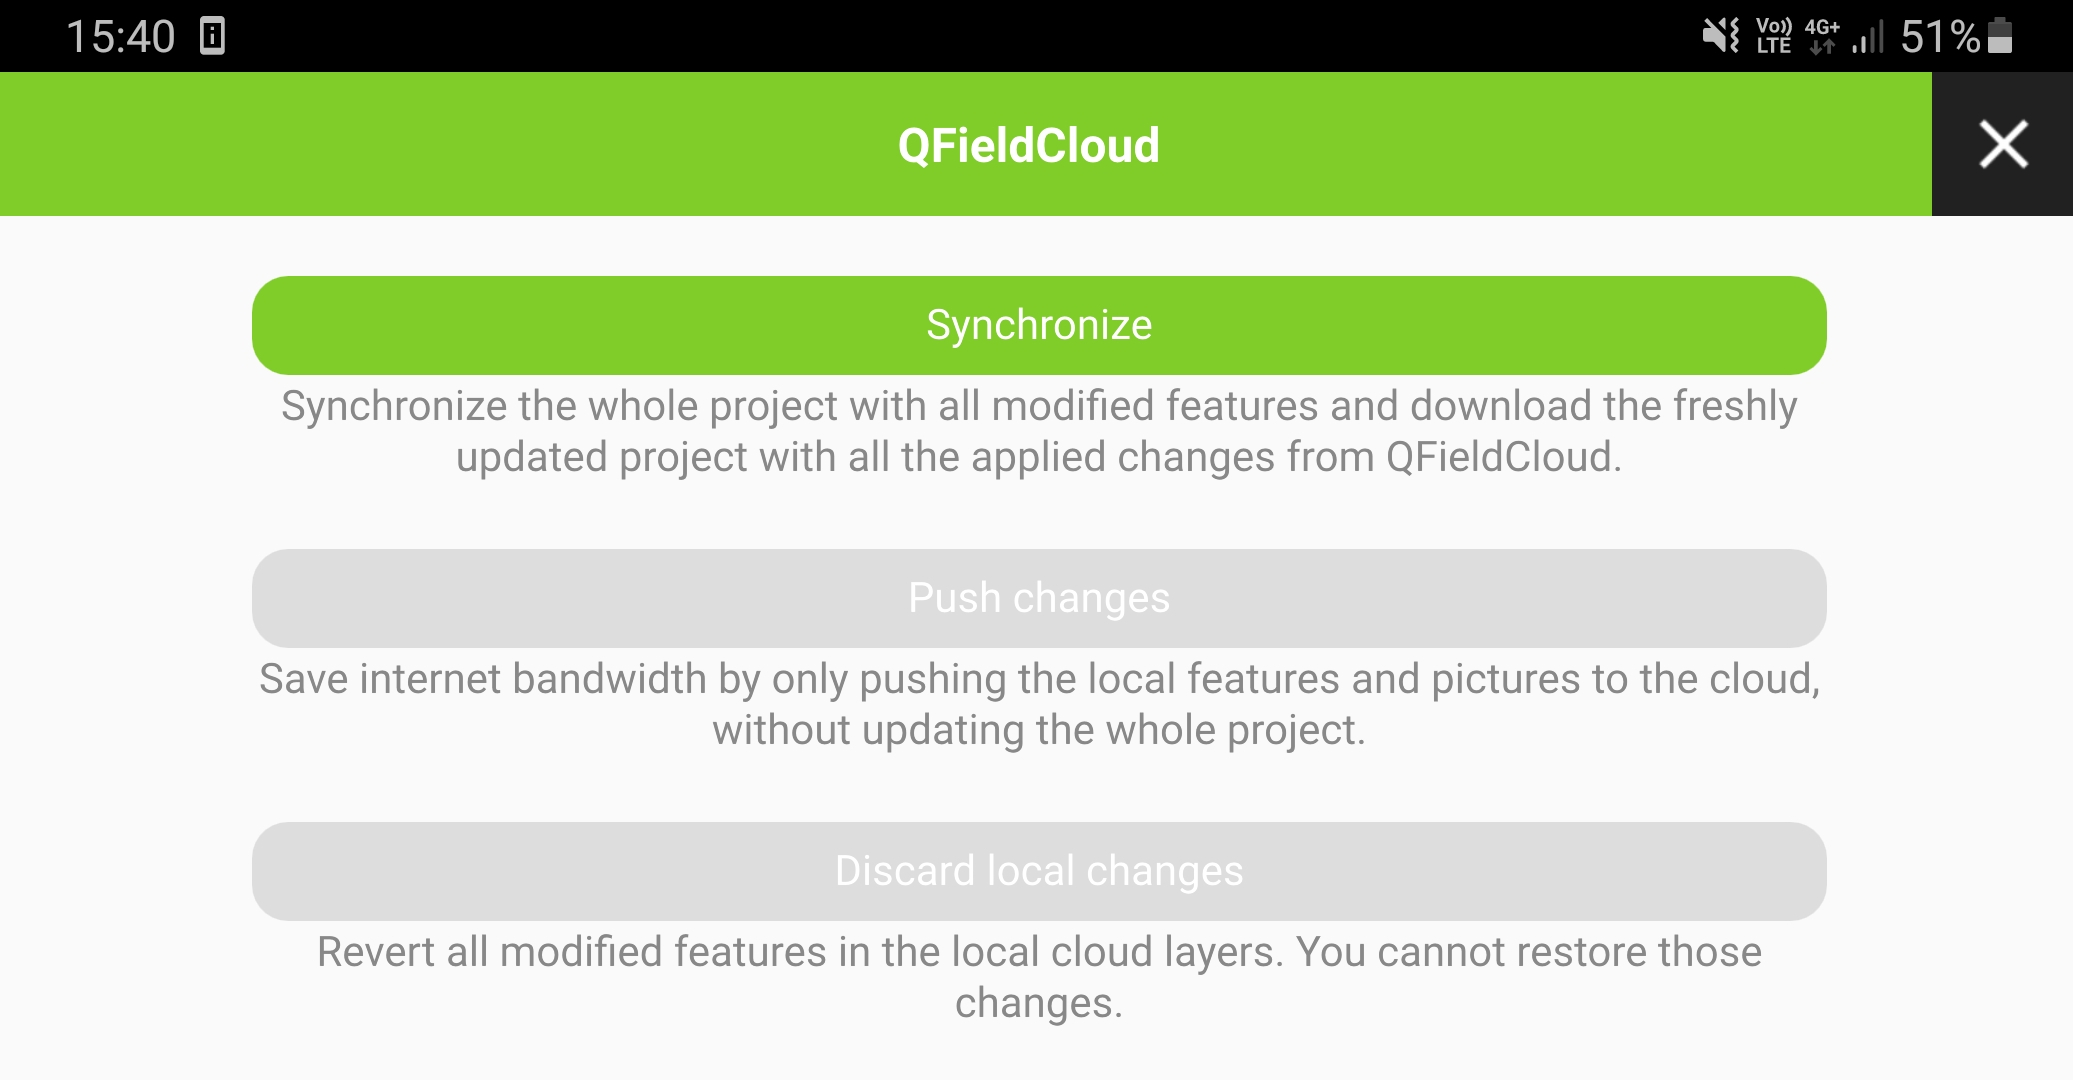 15:40 Vo)) LTE 4G+ 51%
QFieldCloud
Synchronize
Synchronize the whole project with all modified features and download the freshly
updated project with all the applied changes from QFieldCloud.
Push changes
Save internet bandwidth by only pushing the local features and pictures to the cloud,
without updating the whole project.
Discard local changes
Revert all modified features in the local cloud layers. You cannot restore those
changes.